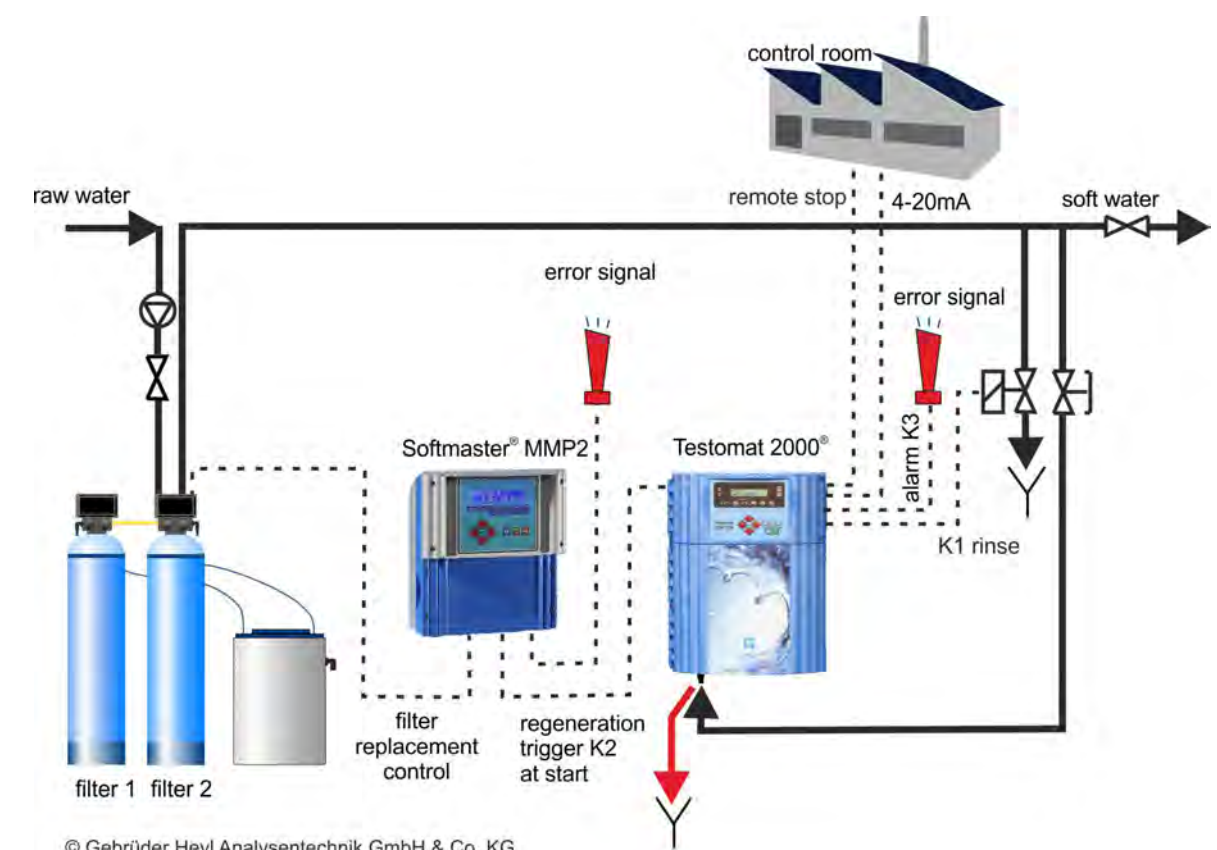 control room
raw water
remote stop
4-20mA
soft water
error signal
error signal
Softmaster® MMP2
Testomat 2000®
alarm K3
K1 rinse
filter
replacement
control
regeneration
trigger K2
at start
filter 1
filter 2
© Gebrüder Heyl Analysentechnik GmbH & Co. KG